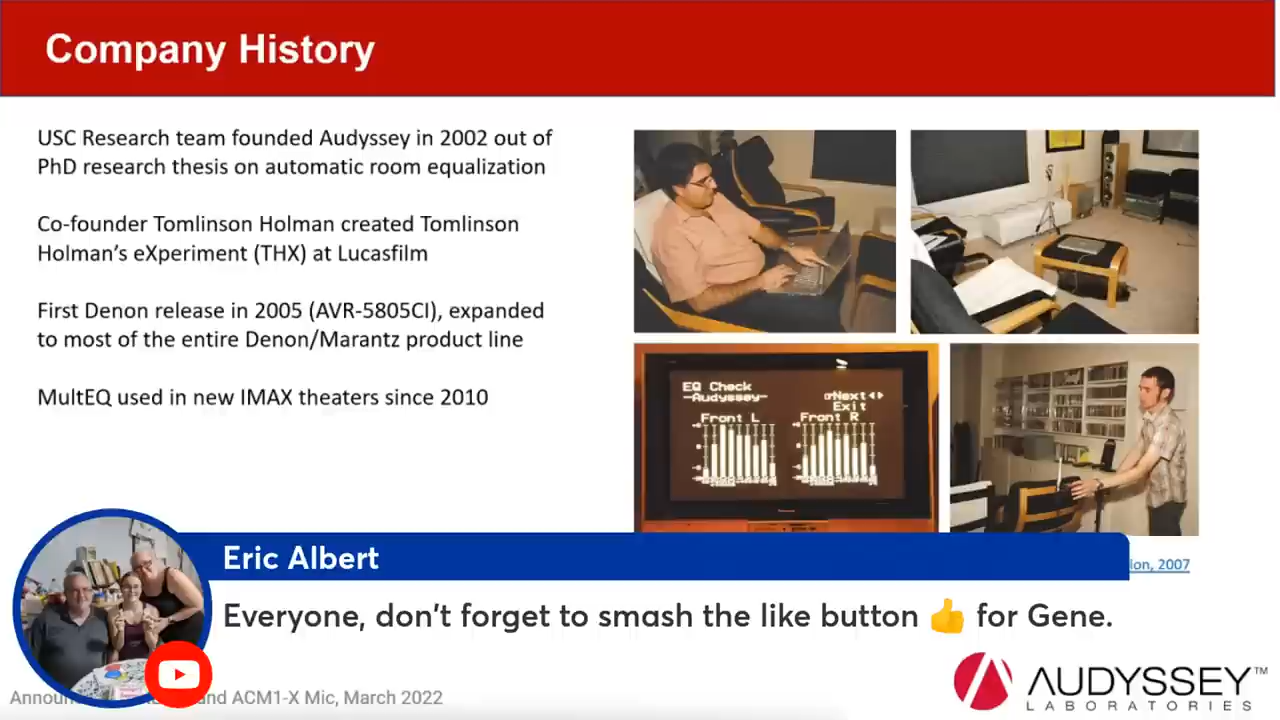 Company History
USC Research team founded Audyssey in 2002 out of
PhD research thesis on automatic room equalization
Co-founder Tomlinson Holman created Tomlinson
Holman's eXperiment (THX) at Lucasfilm
First Denon release in 2005 (AVR-5805CI), expanded
to most of the entire Denon/Marantz product line
MultEQ used in new IMAX theaters since 2010
EQ Check
-Audyssey-
Next
Exit
Front L
Front R
2007
Eric Albert
Everyone, don't forget to smash the like button 👍 for Gene.
and ACM1-X Mic, March 2022
AUDYSSEY™
LABORATORIES